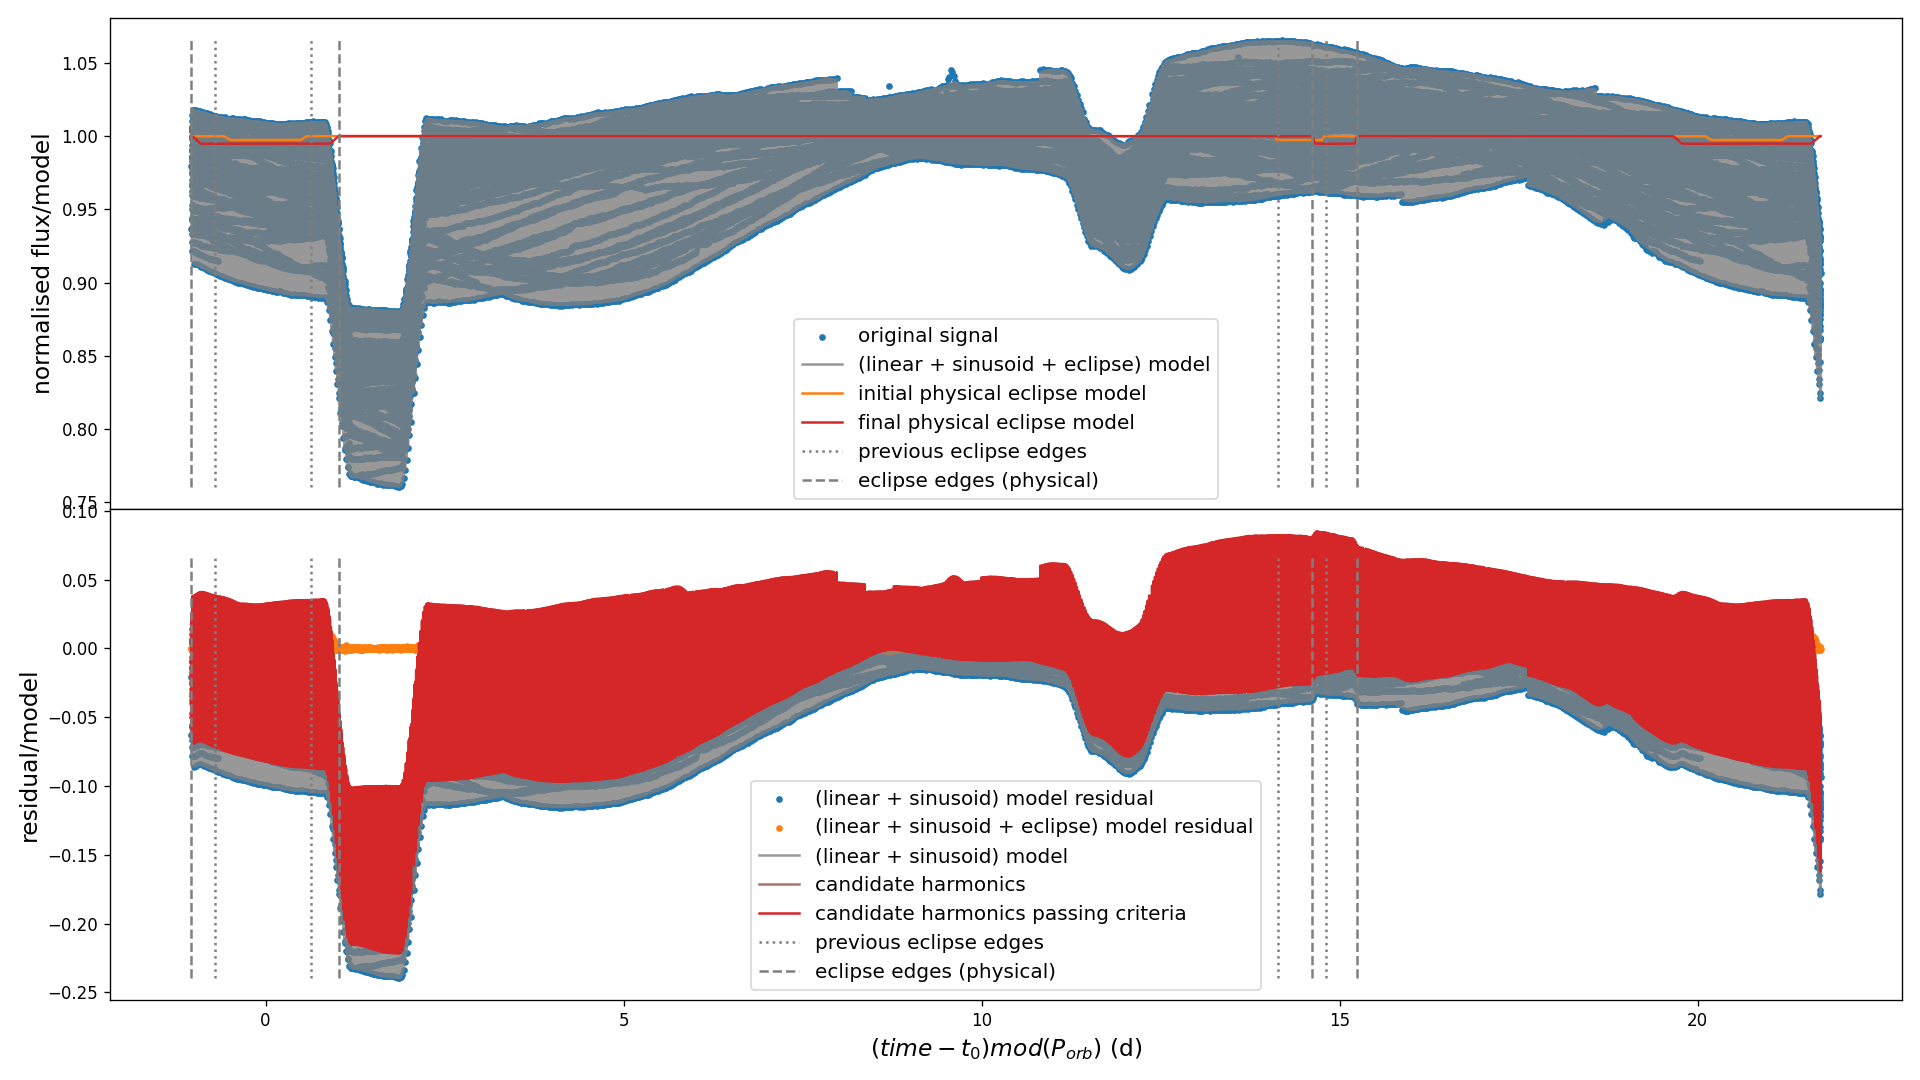 1.05
1.00
0.95
0.90
0.85
0.80
0.75
normalised flux/model
original signal
(linear + sinusoid + eclipse) model
initial physical eclipse model
final physical eclipse model
previous eclipse edges
eclipse edges (physical)
0.10
0.05
0.00
−0.05
−0.10
−0.15
−0.20
−0.25
residual/model
(linear + sinusoid) model residual
(linear + sinusoid + eclipse) model residual
(linear + sinusoid) model
candidate harmonics
candidate harmonics passing criteria
previous eclipse edges
eclipse edges (physical)
0 5 10 15 20
(time − t₀)mod(P_orb) (d)